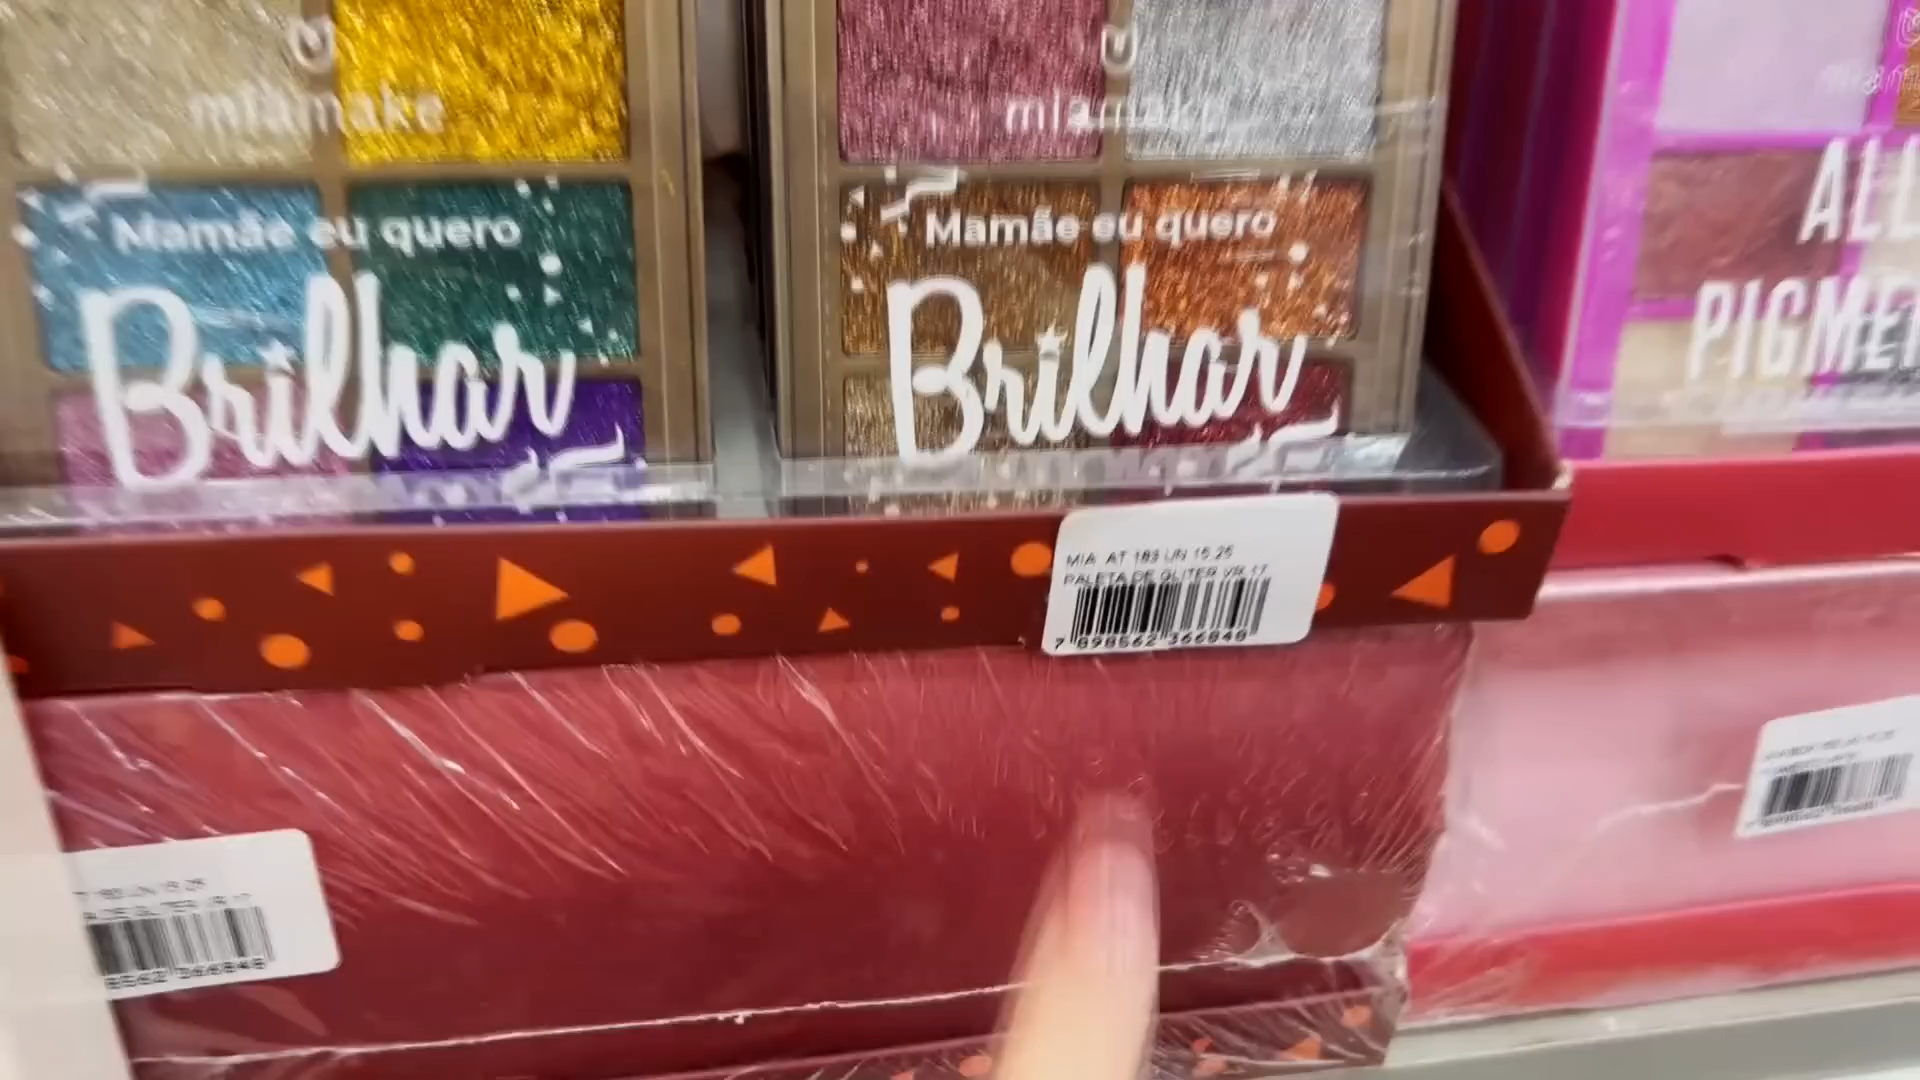 miamake
Mamãe eu quero
Brilhar
miamake
Mamãe eu quero
Brilhar
ALL
PIGME
MIA AT 183 UN 15.25
PALETA DE GLITER VR 17
7 898562 366848